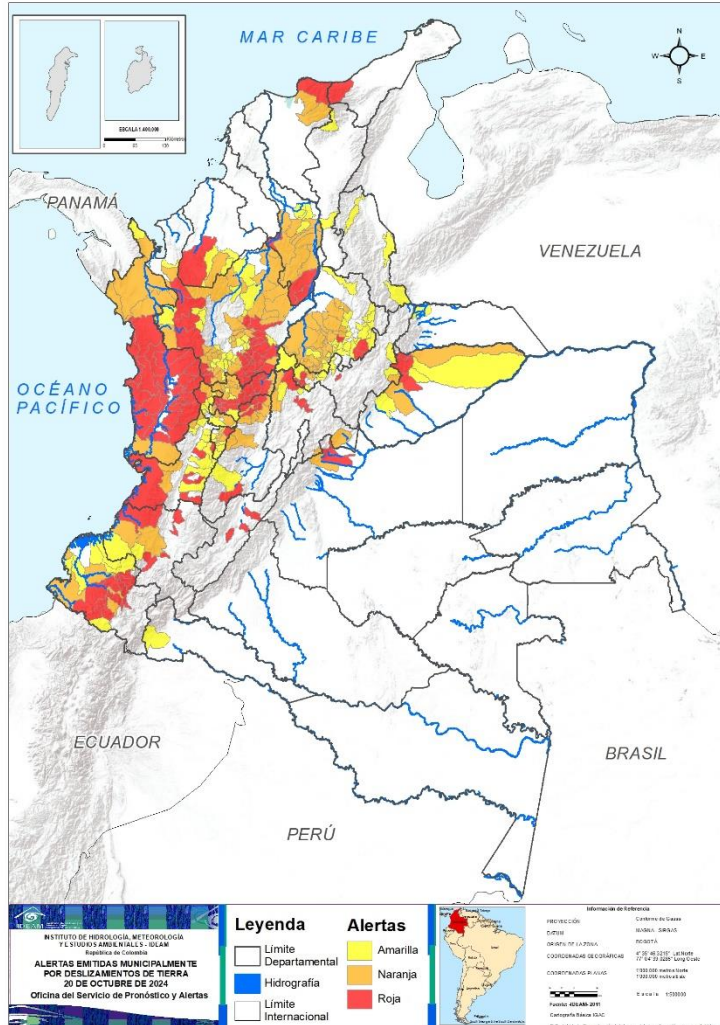 MAR CARIBE
N
W
E
S
ESCALA 1:400.000
PANAMÁ
VENEZUELA
OCÉANO
PACÍFICO
ECUADOR
BRASIL
PERÚ
INSTITUTO DE HIDROLOGÍA, METEOROLOGÍA
Y ESTUDIOS AMBIENTALES - IDEAM
República de Colombia
ALERTAS EMITIDAS MUNICIPALMENTE
POR DESLIZAMIENTOS DE TIERRA
20 DE OCTUBRE DE 2024
Oficina del Servicio de Pronóstico y Alertas
Leyenda
Límite
Departamental
Hidrografía
Límite
Internacional
Alertas
Amarilla
Naranja
Roja
Información de Referencia
PROYECCIÓN
DATUM
MAGNA SIRGAS
ORIGEN DE LA ZONA
BOGOTÁ
COORDENADAS GEOGRÁFICAS
COORDENADAS PLANAS
Escala
Cartografía Básica IGAC